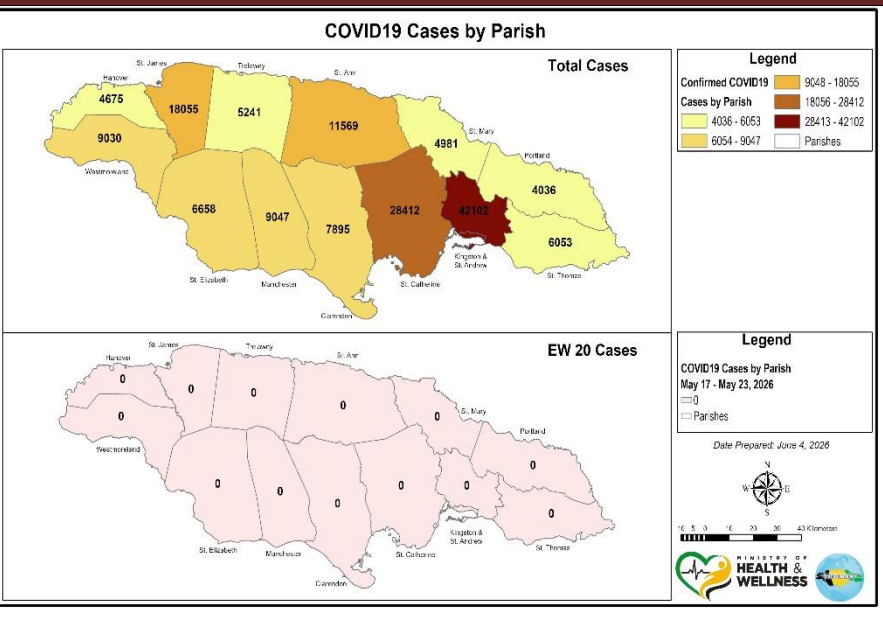 COVID19 Cases by Parish
Total Cases
St. James
Trelawny
St. Ann
Hanover
4675
18055
5241
11569
4981
St. Mary
9030
Portland
Westmoreland
4036
6658
9047
7895
28412
42102
6053
Kingston &
St. Andrew
St. Thomas
St. Elizabeth
Manchester
St. Catherine
Clarendon
Legend
Confirmed COVID19
Cases by Parish
4036 - 6053
6054 - 9047
9048 - 18055
18056 - 28412
28413 - 42102
Parishes
EW 20 Cases
St. James
Trelawny
St. Ann
Hanover
0
0
0
0
0
St. Mary
0
Portland
Westmoreland
0
0
0
0
0
0
0
Kingston &
St. Andrew
St. Thomas
St. Elizabeth
Manchester
St. Catherine
Clarendon
Legend
COVID19 Cases by Parish
May 17 - May 23, 2026
0
Parishes
Date Prepared: June 4, 2026
N
W E
S
10 5 0 10 20 30 40 Kilometers
MINISTRY OF
HEALTH &
WELLNESS